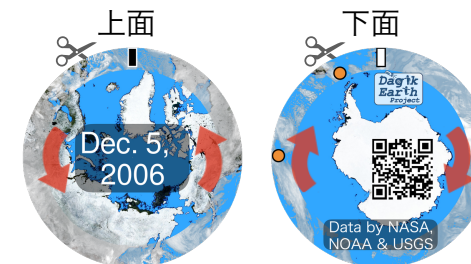 上面
下面
Dagik
Earth
Project
Dec. 5,
2006
Data by NASA,
NOAA & USGS